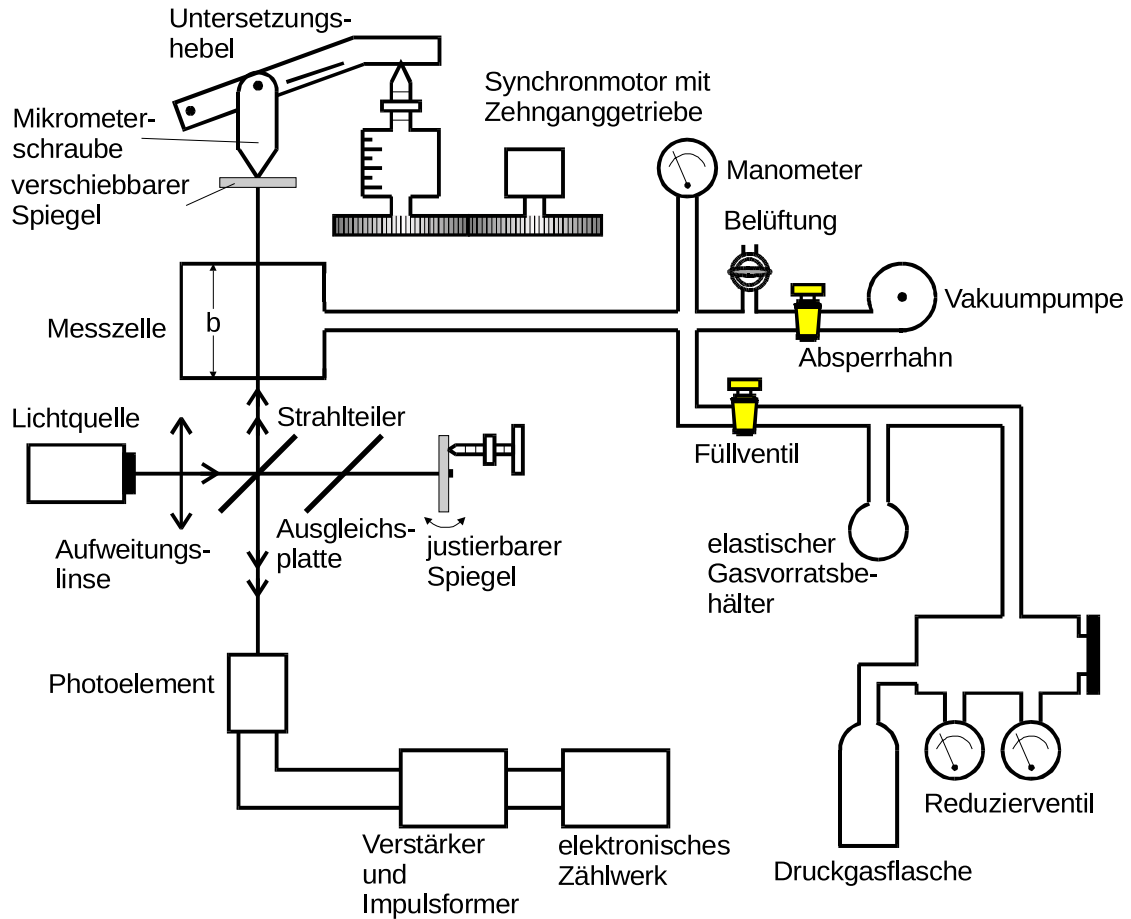 Untersetzungs-
hebel
Synchronmotor mit
Zehnganggetriebe
Mikrometer-
schraube
verschiebbarer
Spiegel
Manometer
Belüftung
Vakuumpumpe
Absperrhahn
Messzelle
b
Lichtquelle
Strahlteiler
Füllventil
Aufweitungs-
linse
Ausgleichs-
platte
justierbarer
Spiegel
elastischer
Gasvorratsbe-
hälter
Photoelement
Reduzierventil
Verstärker
und
Impulsformer
elektronisches
Zählwerk
Druckgasflasche